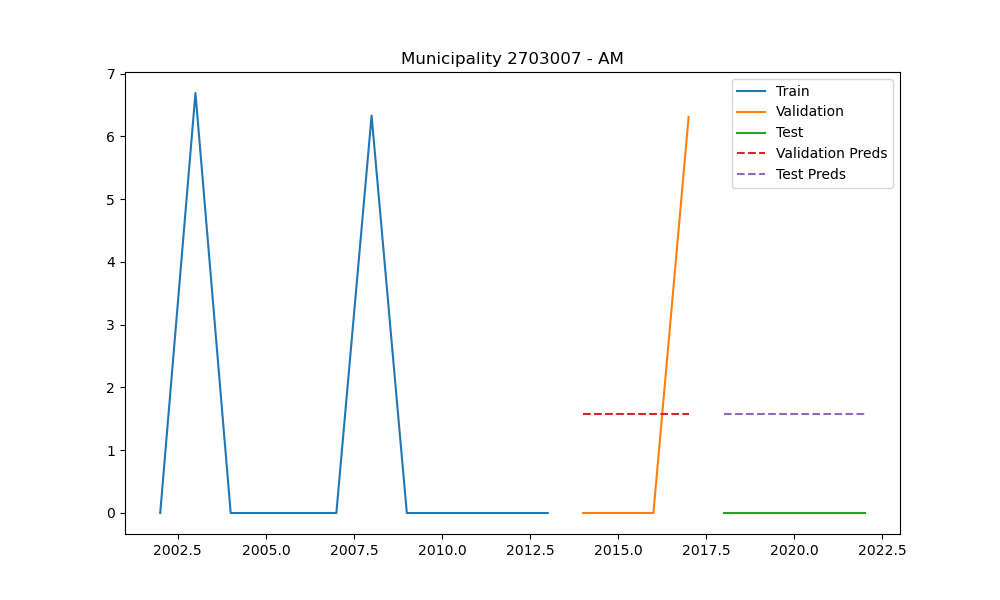 Municipality 2703007 - AM
7
6
5
4
3
2
1
0
2002.5 2005.0 2007.5 2010.0 2012.5 2015.0 2017.5 2020.0 2022.5
Train
Validation
Test
Validation Preds
Test Preds